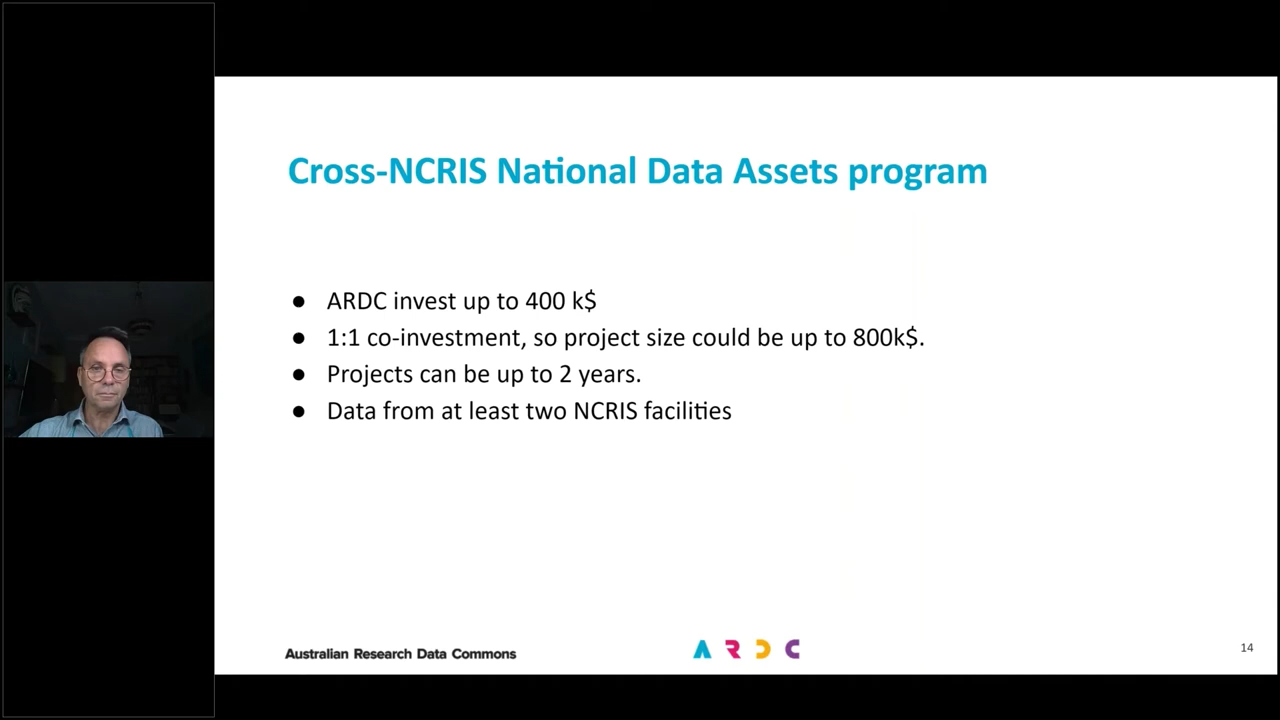 Cross-NCRIS National Data Assets program
● ARDC invest up to 400 k$
● 1:1 co-investment, so project size could be up to 800k$.
● Projects can be up to 2 years.
● Data from at least two NCRIS facilities
Australian Research Data Commons
ARDC
14